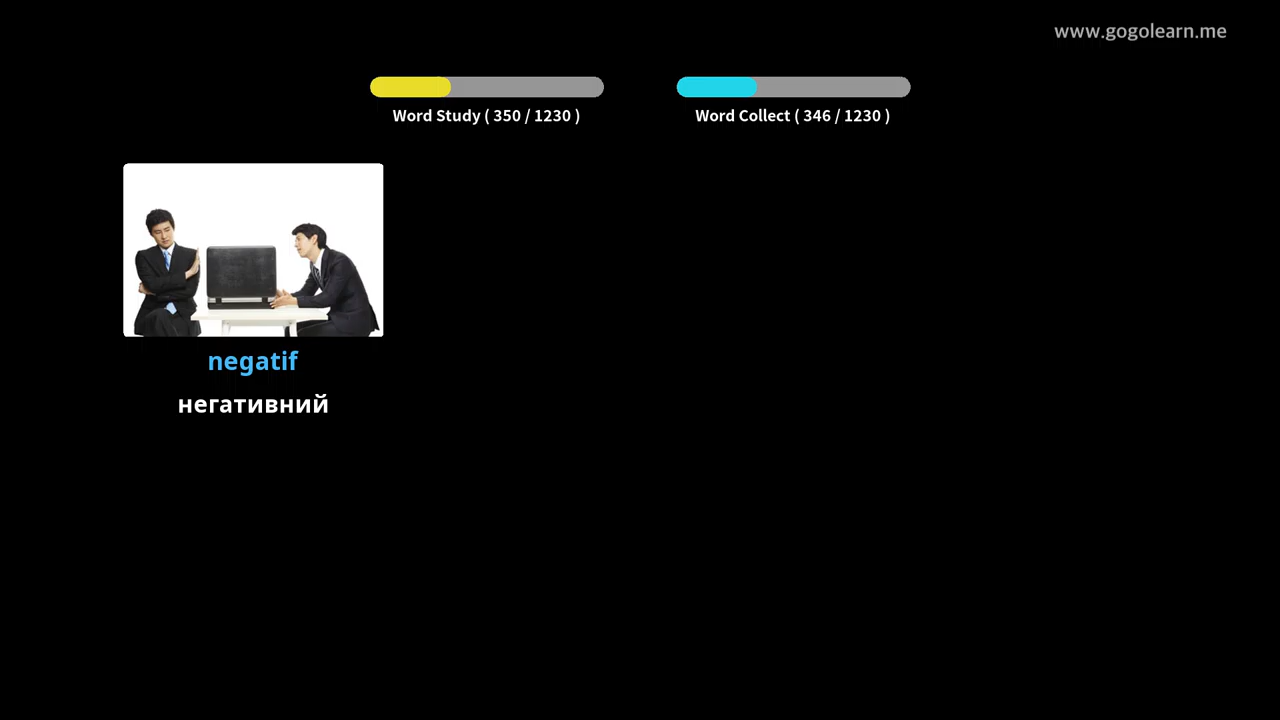 www.gogolearn.me
Word Study ( 350 / 1230 )
Word Collect ( 346 / 1230 )
negatif
негативний